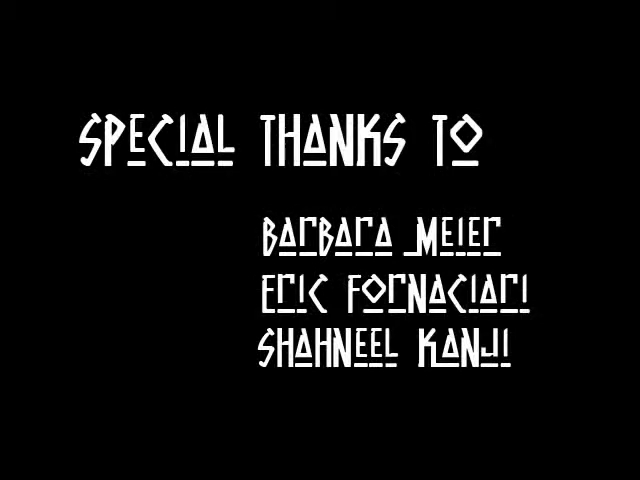 SPECIAL THANKS TO
BARBARA MEIER
ERIC FORNACIARI
SHAHNEEL KANJI